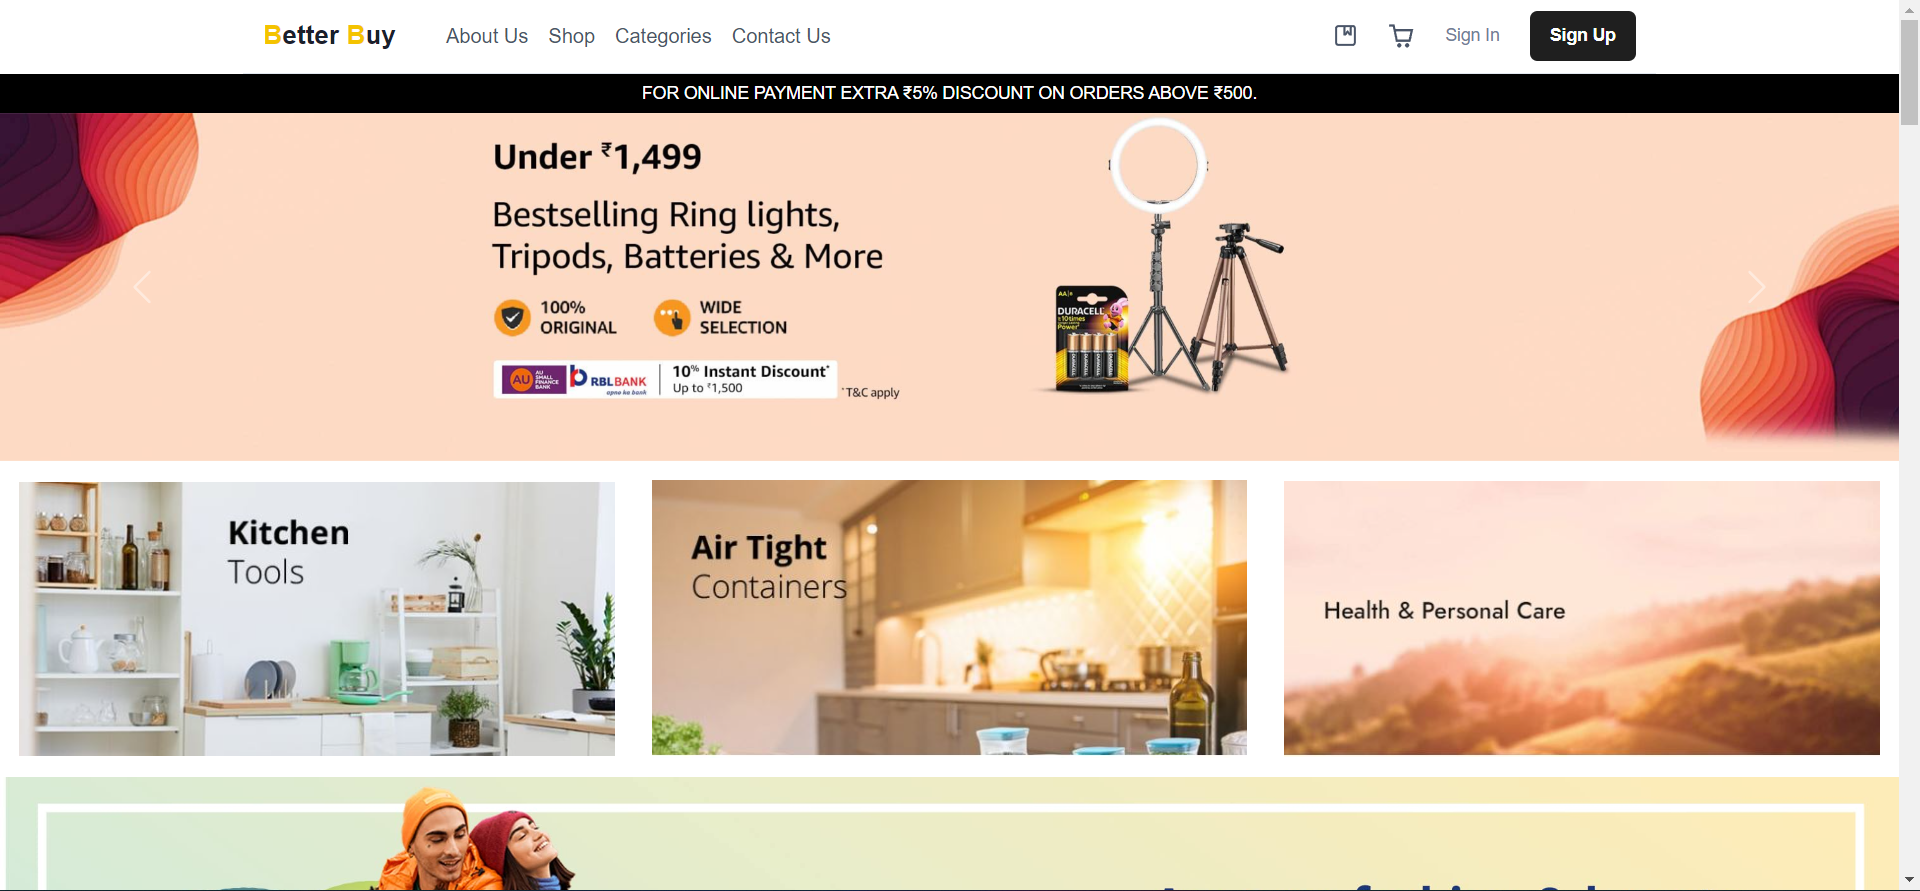 Better Buy
About Us
Shop
Categories
Contact Us
Sign In
Sign Up
FOR ONLINE PAYMENT EXTRA ₹5% DISCOUNT ON ORDERS ABOVE ₹500.
Under ₹1,499
Bestselling Ring lights,
Tripods, Batteries & More
100%
ORIGINAL
WIDE
SELECTION
AU
AU
SMALL
FINANCE
BANK
RBLBANK
apno ka bank
10% Instant Discount*
Up to ₹1,500
*T&C apply
DURACELL
Power
Kitchen
Tools
Air Tight
Containers
Health & Personal Care